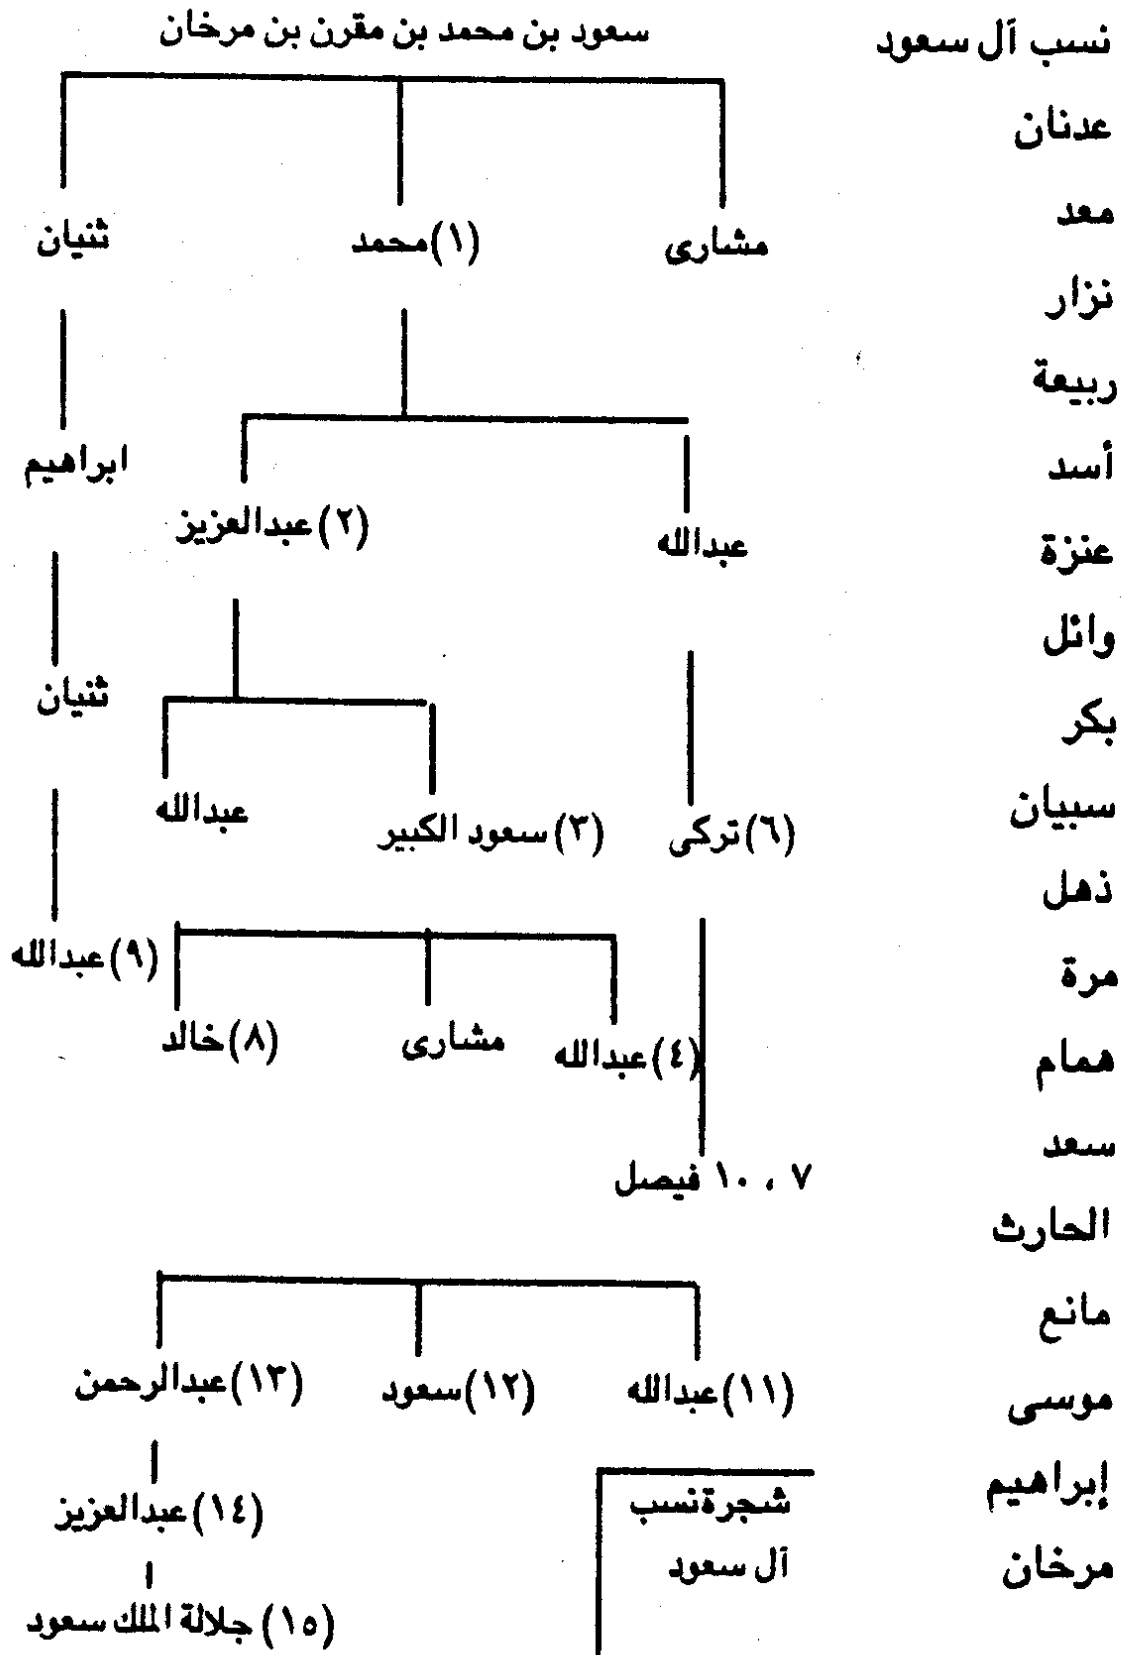 نسب آل سعود
عدنان
معد
نزار
ربيعة
أسد
عنزة
وائل
بكر
سبيان
ذهل
مرة
همام
سعد
الحارث
مانع
موسى
إبراهيم
مرخان
سعود بن محمد بن مقرن بن مرخان
مشارى
(١) محمد
ثنيان
ابراهيم
(٢) عبدالعزيز
عبدالله
ثنيان
عبدالله
(٣) سعود الكبير
(٦) تركى
(٩) عبدالله
(٨) خالد
مشارى
(٤) عبدالله
٧ ، ١٠ فيصل
(١١) عبدالله
(١٢) سعود
(١٣) عبدالرحمن
(١٤) عبدالعزيز
(١٥) جلالة الملك سعود
شجرة نسب
آل سعود